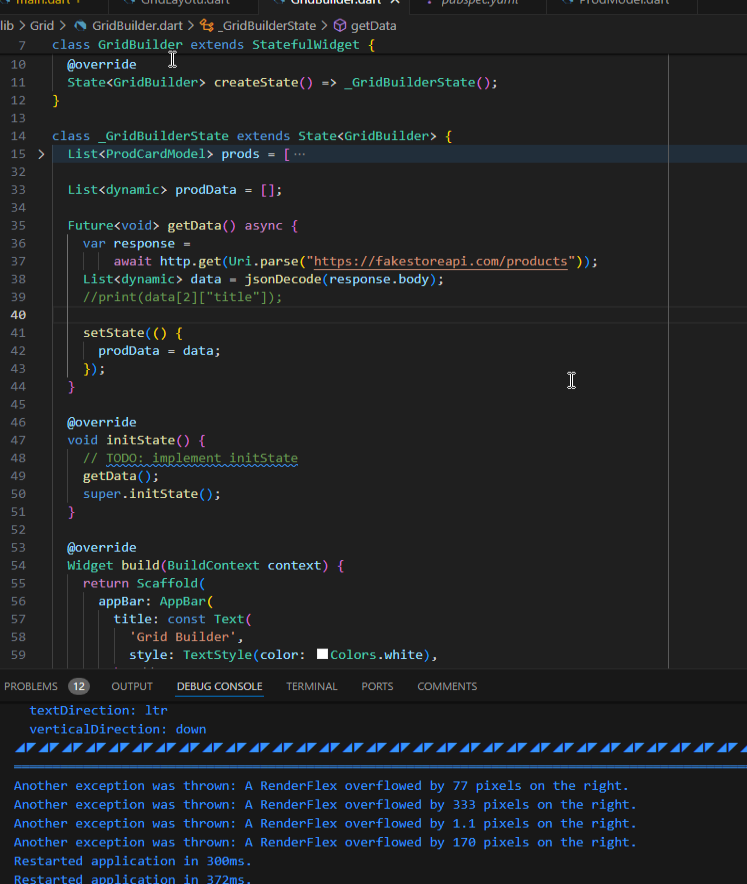 main.dart
GridLayout.dart
GridBuilder.dart
pubspec.yaml
ProdModel.dart
lib > Grid > GridBuilder.dart > _GridBuilderState > getData
7 class GridBuilder extends StatefulWidget {
10 @override
11 State<GridBuilder> createState() => _GridBuilderState();
12 }
13
14 class _GridBuilderState extends State<GridBuilder> {
15 > List<ProdCardModel> prods = [ ···
32
33 List<dynamic> prodData = [];
34
35 Future<void> getData() async {
36 var response =
37 await http.get(Uri.parse("https://fakestoreapi.com/products"));
38 List<dynamic> data = jsonDecode(response.body);
39 //print(data[2]["title"]);
40
41 setState(() {
42 prodData = data;
43 });
44 }
45
46 @override
47 void initState() {
48 // TODO: implement initState
49 getData();
50 super.initState();
51 }
52
53 @override
54 Widget build(BuildContext context) {
55 return Scaffold(
56 appBar: AppBar(
57 title: const Text(
58 'Grid Builder',
59 style: TextStyle(color: Colors.white),
PROBLEMS 12 OUTPUT DEBUG CONSOLE TERMINAL PORTS COMMENTS
textDirection: ltr
verticalDirection: down
Another exception was thrown: A RenderFlex overflowed by 77 pixels on the right.
Another exception was thrown: A RenderFlex overflowed by 333 pixels on the right.
Another exception was thrown: A RenderFlex overflowed by 1.1 pixels on the right.
Another exception was thrown: A RenderFlex overflowed by 170 pixels on the right.
Restarted application in 300ms.
Restarted application in 372ms.